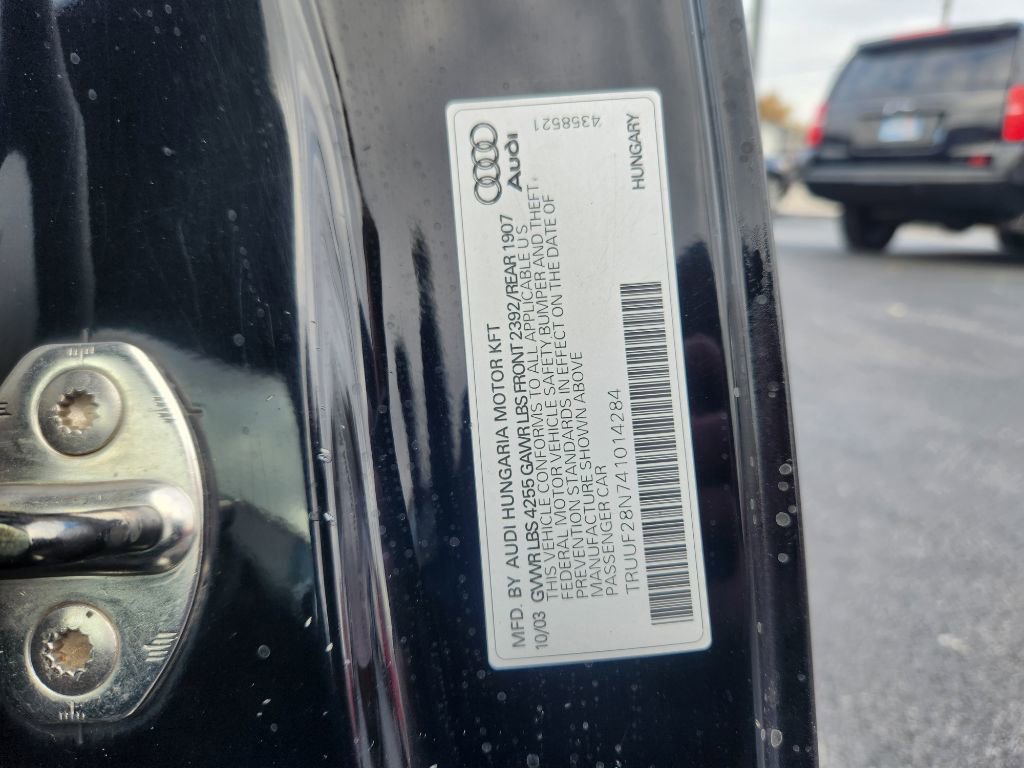 Audi
4358521
MFD. BY AUDI HUNGARIA MOTOR KFT
HUNGARY
10/03 GVWR LBS 4255 GAWR LBS FRONT 2392/REAR 1907
THIS VEHICLE CONFORMS TO ALL APPLICABLE U S
FEDERAL MOTOR VEHICLE SAFETY,BUMPER AND THEFT
PREVENTION STANDARDS IN EFFECT ON THE DATE OF
MANUFACTURE SHOWN ABOVE
PASSENGER CAR
TRUUF28N741014284